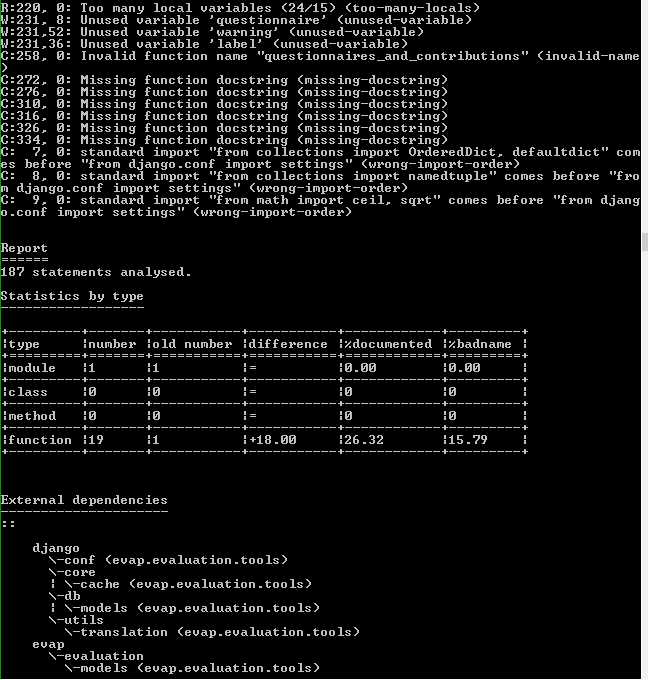 R:220, 0: Too many local variables (24/15) (too-many-locals)
W:231, 8: Unused variable 'questionnaire' (unused-variable)
W:231,52: Unused variable 'warning' (unused-variable)
W:231,36: Unused variable 'label' (unused-variable)
C:258, 0: Invalid function name "questionnaires_and_contributions" (invalid-name
)
C:272, 0: Missing function docstring (missing-docstring)
C:276, 0: Missing function docstring (missing-docstring)
C:310, 0: Missing function docstring (missing-docstring)
C:316, 0: Missing function docstring (missing-docstring)
C:326, 0: Missing function docstring (missing-docstring)
C:334, 0: Missing function docstring (missing-docstring)
C:  7, 0: standard import "from collections import OrderedDict, defaultdict" com
es before "from django.conf import settings" (wrong-import-order)
C:  8, 0: standard import "from collections import namedtuple" comes before "fro
m django.conf import settings" (wrong-import-order)
C:  9, 0: standard import "from math import ceil, sqrt" comes before "from djang
o.conf import settings" (wrong-import-order)
Report
======
187 statements analysed.
Statistics by type
------------------
+---------+-------+-----------+-----------+------------+---------+
|type     |number |old number |difference |%documented |%badname |
+=========+=======+===========+===========+============+=========+
|module   |1      |1          |=          |0.00        |0.00     |
+---------+-------+-----------+-----------+------------+---------+
|class    |0      |0          |=          |0           |0        |
+---------+-------+-----------+-----------+------------+---------+
|method   |0      |0          |=          |0           |0        |
+---------+-------+-----------+-----------+------------+---------+
|function |19     |1          |+18.00     |26.32       |15.79    |
+---------+-------+-----------+-----------+------------+---------+
External dependencies
---------------------
::
    django
      \-conf (evap.evaluation.tools)
      \-core
      | \-cache (evap.evaluation.tools)
      \-db
      | \-models (evap.evaluation.tools)
      \-utils
        \-translation (evap.evaluation.tools)
    evap
      \-evaluation
        \-models (evap.evaluation.tools)